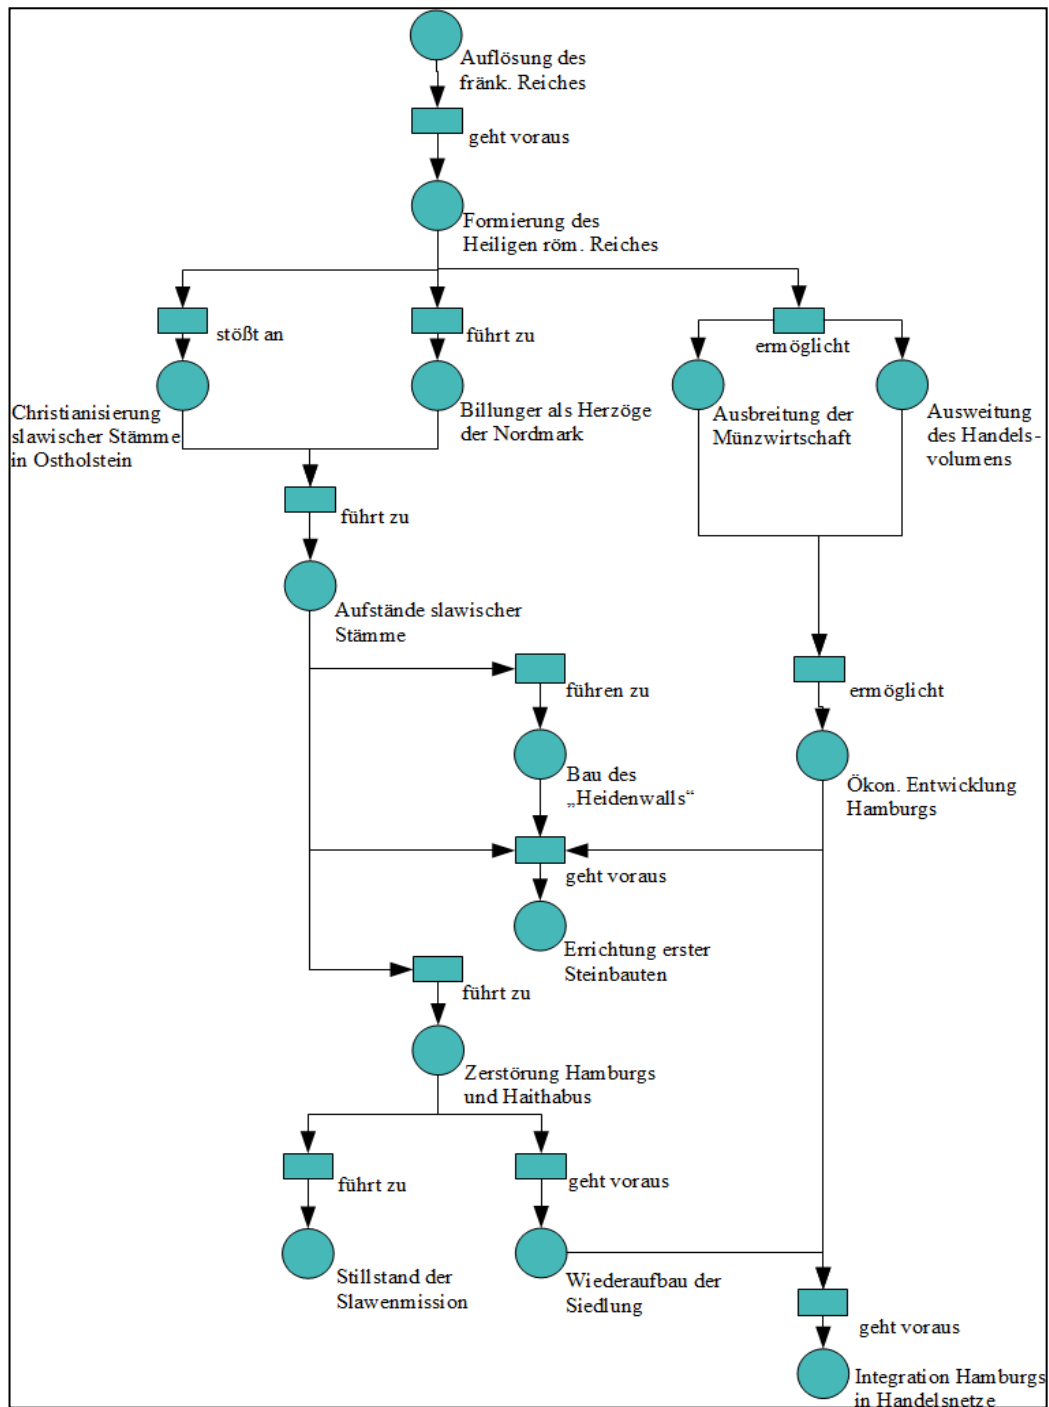 Auflösung des
fränk. Reiches
geht voraus
Formierung des
Heiligen röm. Reiches
stößt an
führt zu
ermöglicht
Christianisierung
slawischer Stämme
in Ostholstein
Billunger als Herzöge
der Nordmark
Ausbreitung der
Münzwirtschaft
Ausweitung
des Handels-
volumens
führt zu
Aufstände slawischer
Stämme
führen zu
ermöglicht
Bau des
„Heidenwalls“
Ökon. Entwicklung
Hamburgs
geht voraus
Errichtung erster
Steinbauten
führt zu
Zerstörung Hamburgs
und Haithabus
führt zu
geht voraus
Stillstand der
Slawenmission
Wiederaufbau der
Siedlung
geht voraus
Integration Hamburgs
in Handelsnetze